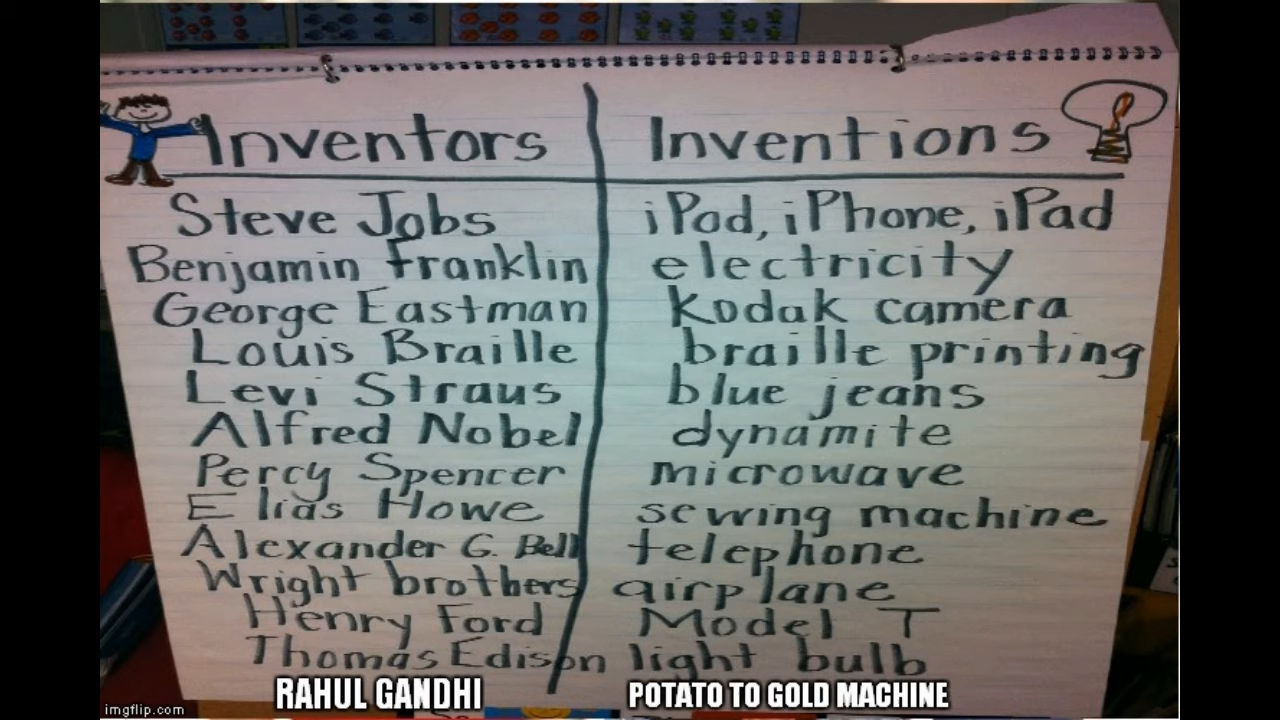 Inventors Inventions
Steve Jobs iPod, iPhone, iPad
Benjamin Franklin electricity
George Eastman Kodak camera
Louis Braille braille printing
Levi Straus blue jeans
Alfred Nobel dynamite
Percy Spencer microwave
Elias Howe sewing machine
Alexander G. Bell telephone
Wright brothers airplane
Henry Ford Model T
Thomas Edison light bulb
RAHUL GANDHI POTATO TO GOLD MACHINE
imgflip.com